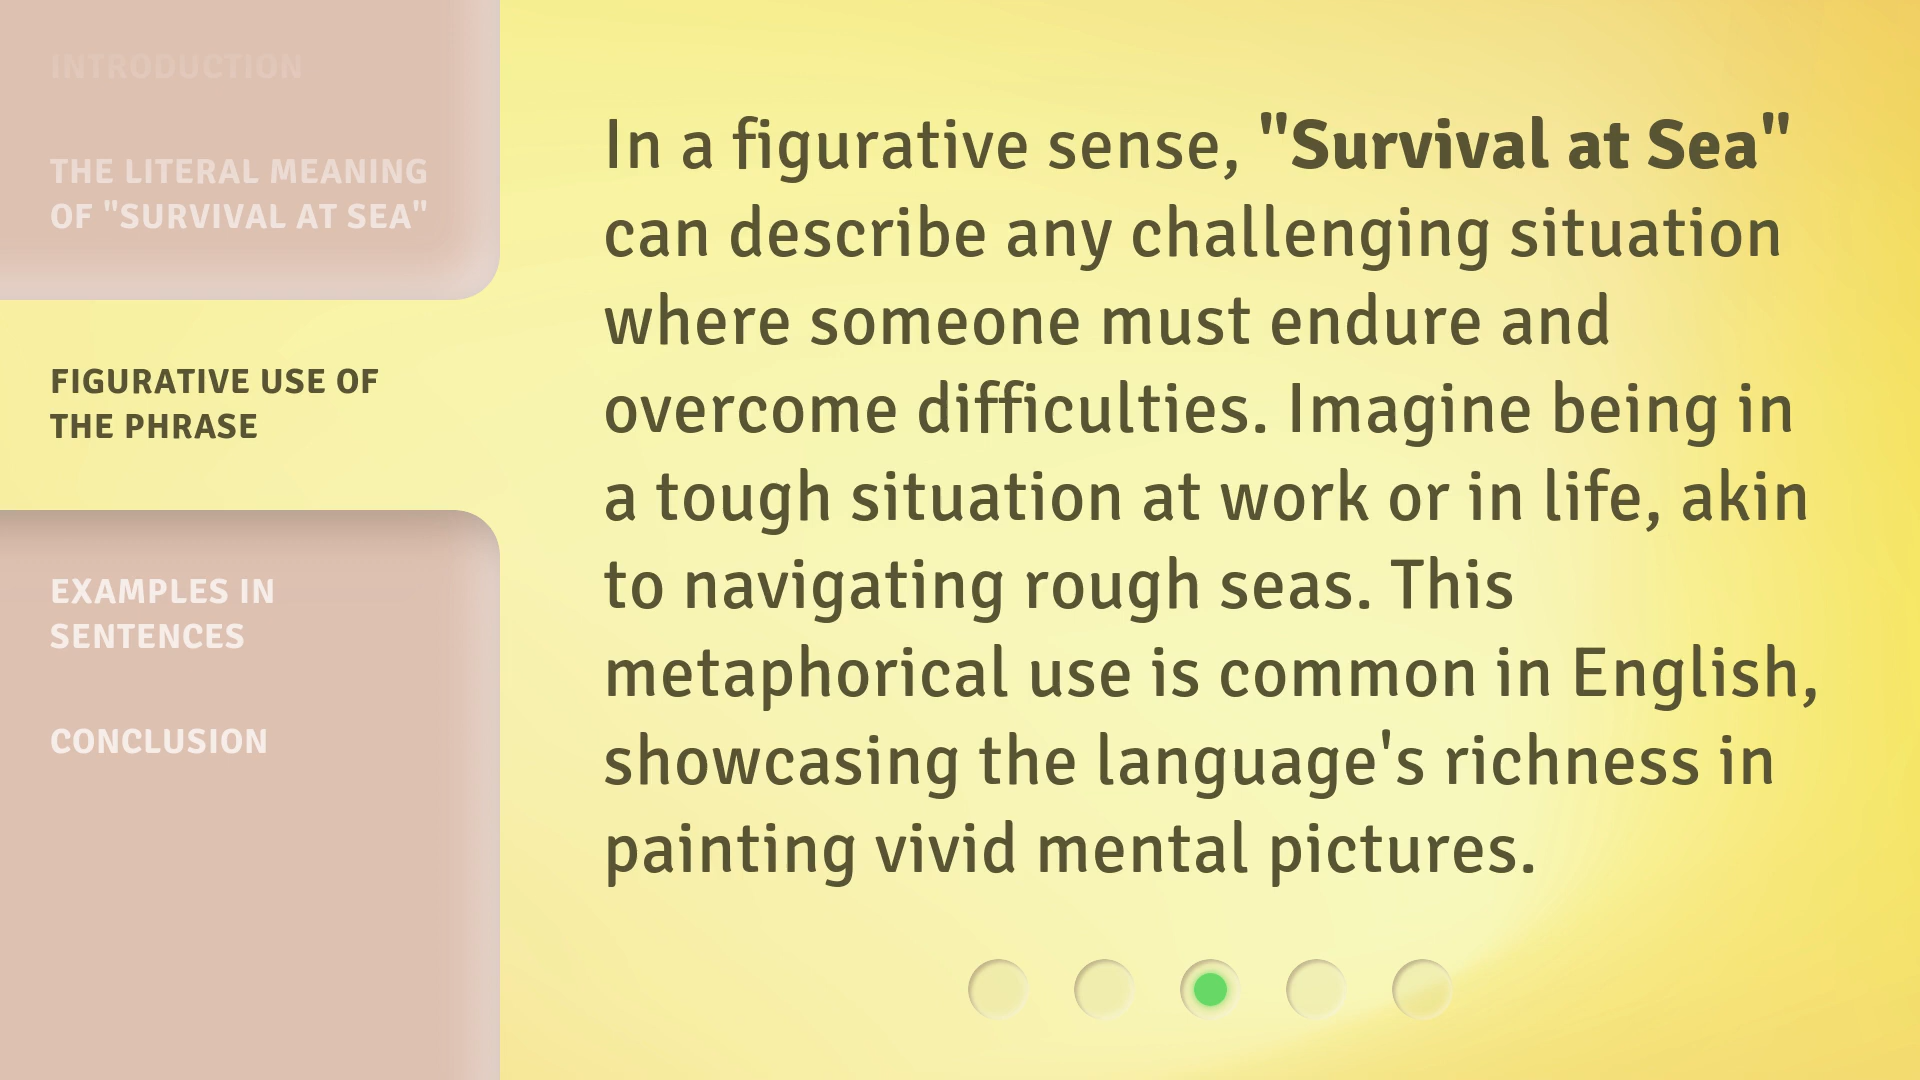 INTRODUCTION
THE LITERAL MEANING
OF "SURVIVAL AT SEA"
FIGURATIVE USE OF
THE PHRASE
EXAMPLES IN
SENTENCES
CONCLUSION
In a figurative sense, "Survival at Sea"
can describe any challenging situation
where someone must endure and
overcome difficulties. Imagine being in
a tough situation at work or in life, akin
to navigating rough seas. This
metaphorical use is common in English,
showcasing the language's richness in
painting vivid mental pictures.